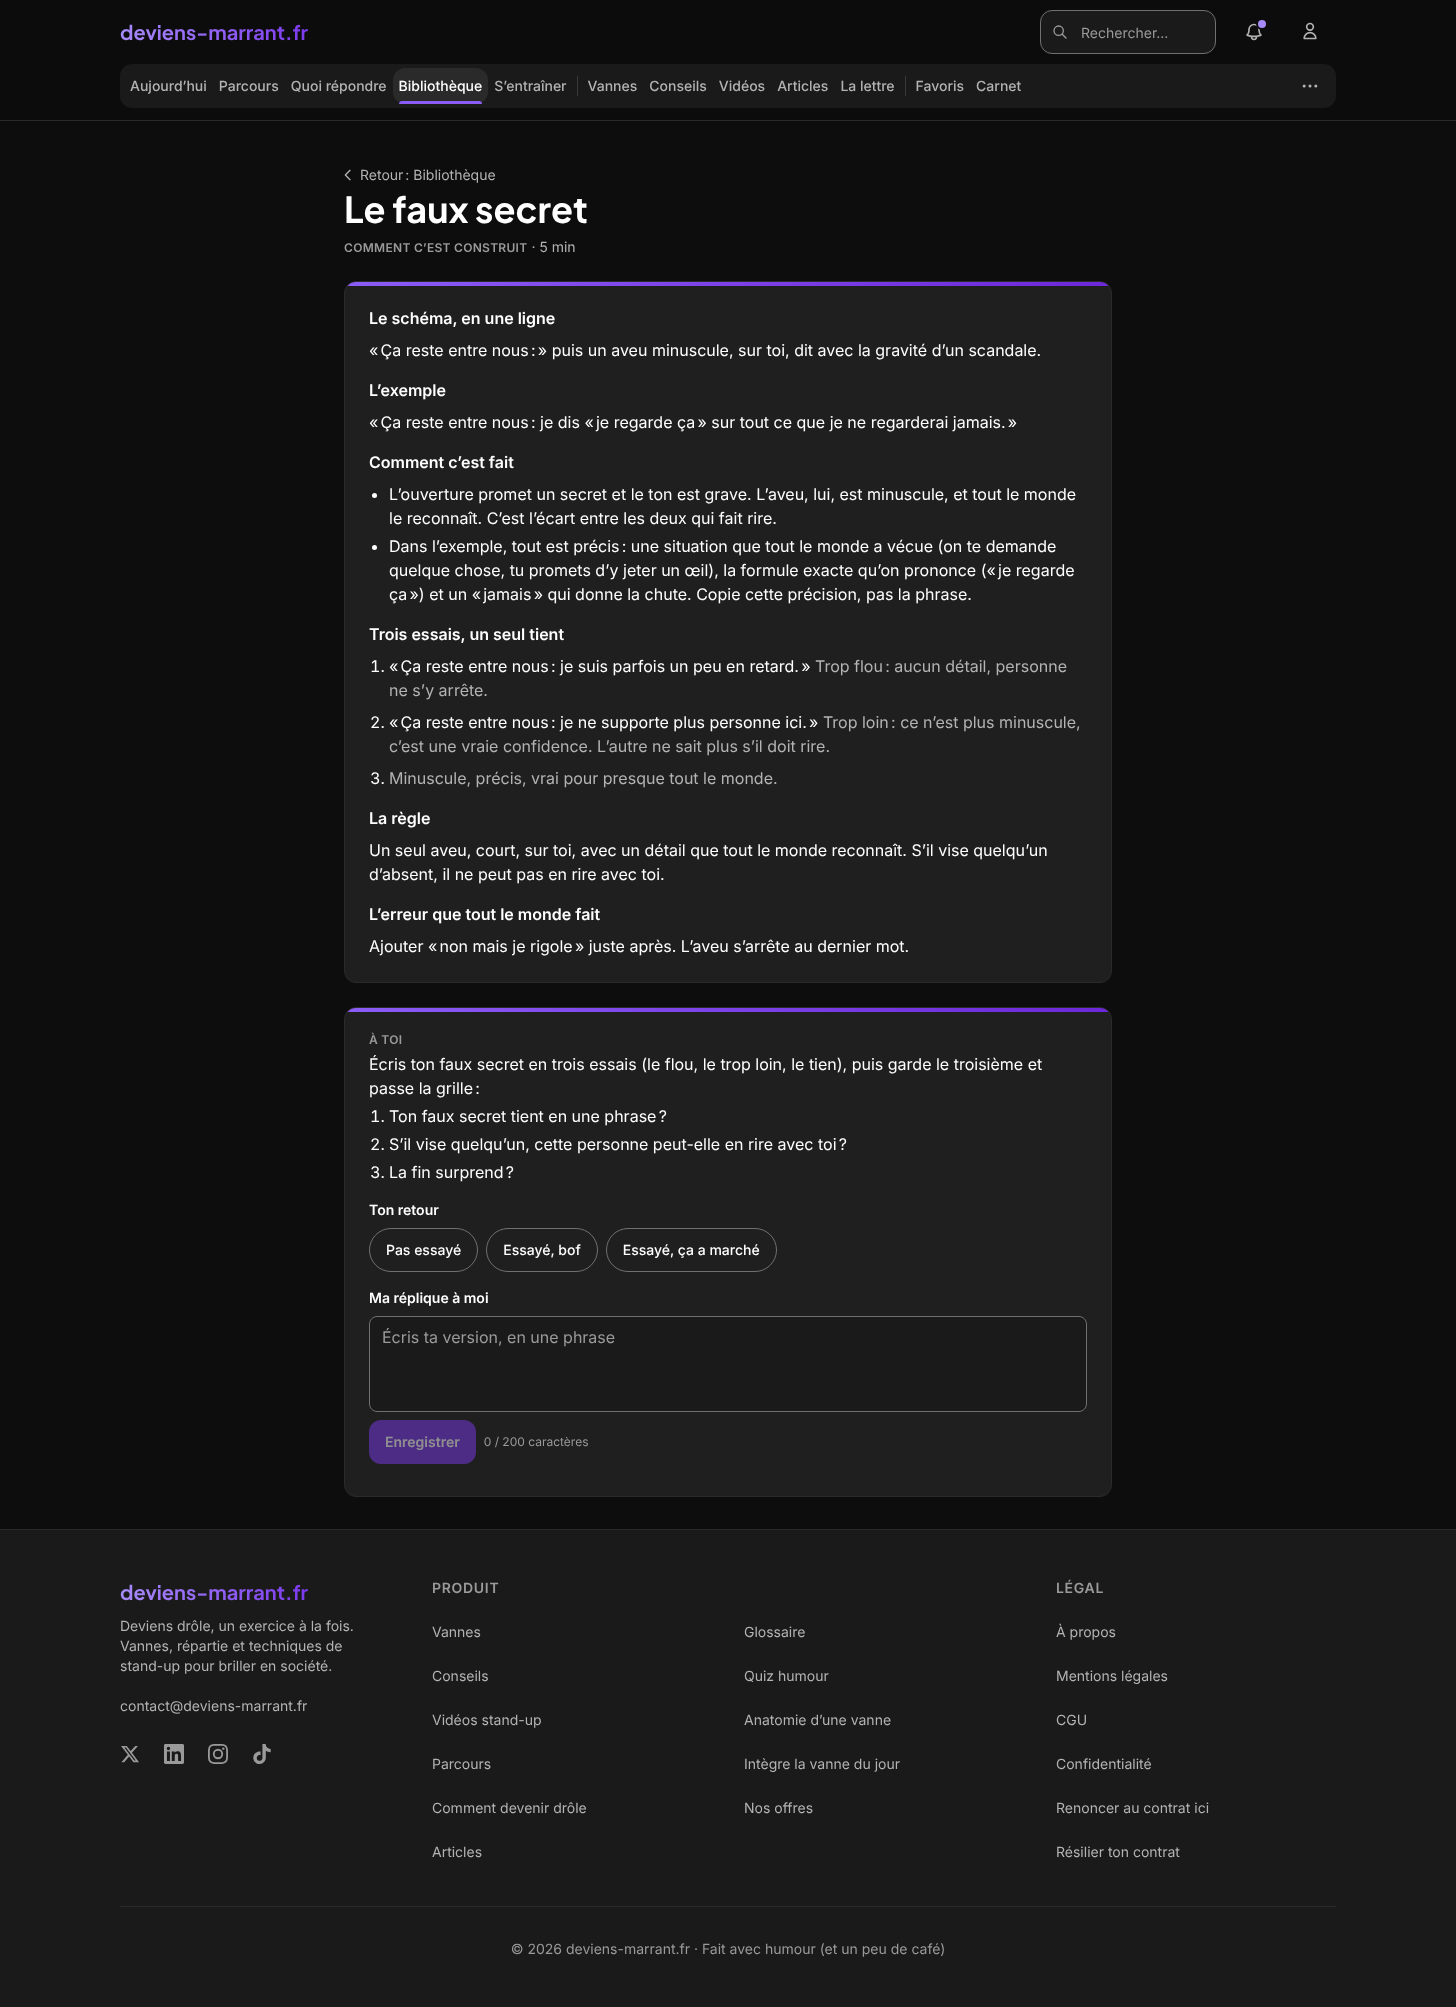 deviens-marrant.fr
Rechercher...
Aujourd’hui Parcours Quoi répondre Bibliothèque S’entraîner Vannes Conseils Vidéos Articles La lettre Favoris Carnet
Retour : Bibliothèque
Le faux secret
COMMENT C’EST CONSTRUIT · 5 min
Le schéma, en une ligne
« Ça reste entre nous : » puis un aveu minuscule, sur toi, dit avec la gravité d’un scandale.
L’exemple
« Ça reste entre nous : je dis « je regarde ça » sur tout ce que je ne regarderai jamais. »
Comment c’est fait
• L’ouverture promet un secret et le ton est grave. L’aveu, lui, est minuscule, et tout le monde
le reconnaît. C’est l’écart entre les deux qui fait rire.
• Dans l’exemple, tout est précis : une situation que tout le monde a vécue (on te demande
quelque chose, tu promets d’y jeter un œil), la formule exacte qu’on prononce (« je regarde
ça ») et un « jamais » qui donne la chute. Copie cette précision, pas la phrase.
Trois essais, un seul tient
1. « Ça reste entre nous : je suis parfois un peu en retard. » Trop flou : aucun détail, personne
ne s’y arrête.
2. « Ça reste entre nous : je ne supporte plus personne ici. » Trop loin : ce n’est plus minuscule,
c’est une vraie confidence. L’autre ne sait plus s’il doit rire.
3. Minuscule, précis, vrai pour presque tout le monde.
La règle
Un seul aveu, court, sur toi, avec un détail que tout le monde reconnaît. S’il vise quelqu’un
d’absent, il ne peut pas en rire avec toi.
L’erreur que tout le monde fait
Ajouter « non mais je rigole » juste après. L’aveu s’arrête au dernier mot.
À TOI
Écris ton faux secret en trois essais (le flou, le trop loin, le tien), puis garde le troisième et
passe la grille :
1. Ton faux secret tient en une phrase ?
2. S’il vise quelqu’un, cette personne peut-elle en rire avec toi ?
3. La fin surprend ?
Ton retour
Pas essayé Essayé, bof Essayé, ça a marché
Ma réplique à moi
Écris ta version, en une phrase
Enregistrer 0 / 200 caractères
deviens-marrant.fr
Deviens drôle, un exercice à la fois.
Vannes, répartie et techniques de
stand-up pour briller en société.
contact@deviens-marrant.fr
PRODUIT
Vannes
Conseils
Vidéos stand-up
Parcours
Comment devenir drôle
Articles
Glossaire
Quiz humour
Anatomie d’une vanne
Intègre la vanne du jour
Nos offres
LÉGAL
À propos
Mentions légales
CGU
Confidentialité
Renoncer au contrat ici
Résilier ton contrat
© 2026 deviens-marrant.fr · Fait avec humour (et un peu de café)